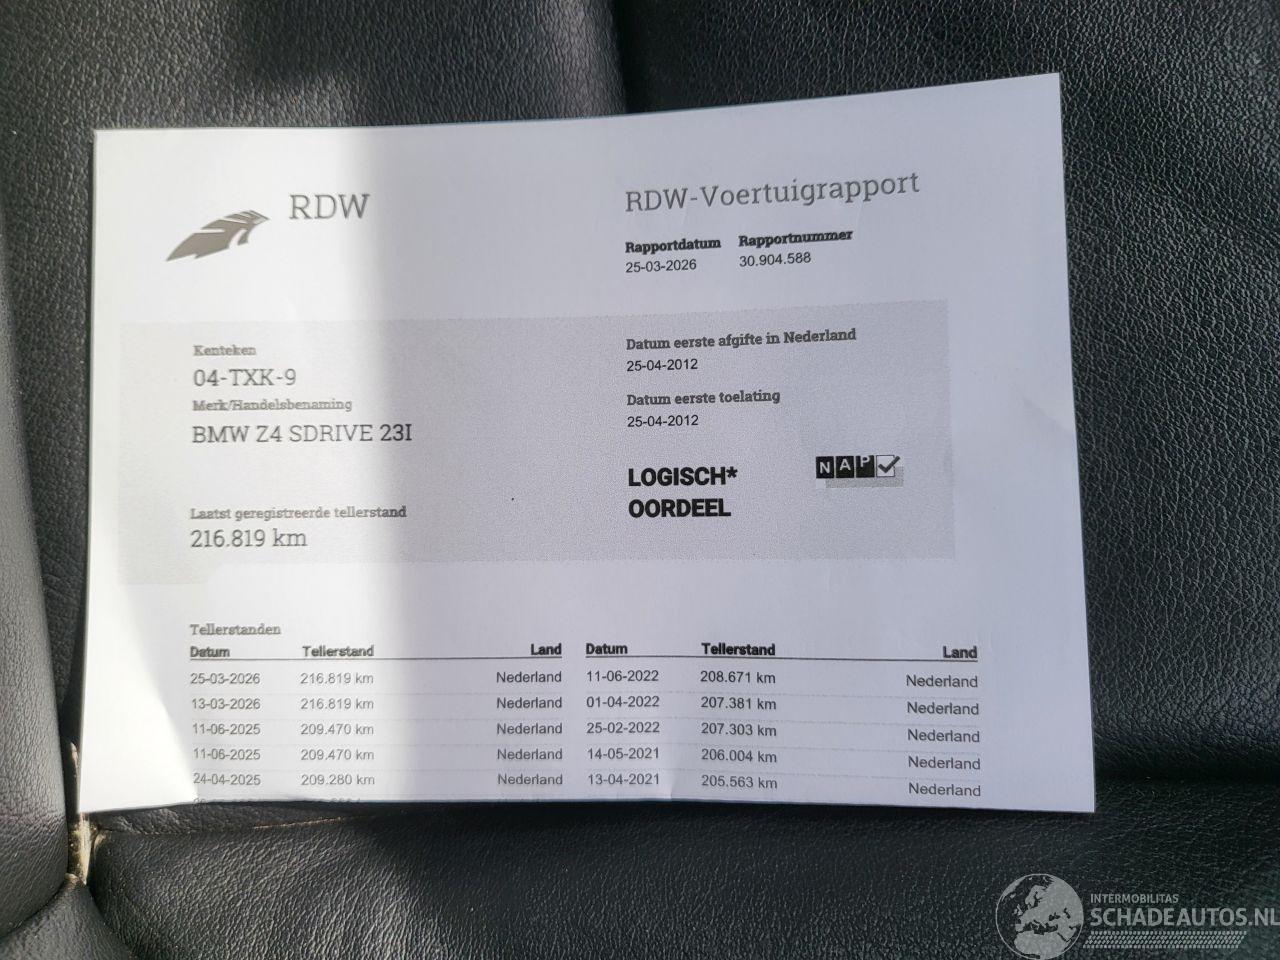 RDW
RDW-Voertuigrapport
Rapportdatum Rapportnummer
25-03-2026 30.904.588
Kenteken
04-TXK-9
Merk/Handelsbenaming
BMW Z4 SDRIVE 23I
Laatst geregistreerde tellerstand
216.819 km
Datum eerste afgifte in Nederland
25-04-2012
Datum eerste toelating
25-04-2012
LOGISCH*
OORDEEL
NAP
Tellerstanden
Datum Tellerstand Land Datum Tellerstand Land
25-03-2026 216.819 km Nederland 11-06-2022 208.671 km Nederland
13-03-2026 216.819 km Nederland 01-04-2022 207.381 km Nederland
11-06-2025 209.470 km Nederland 25-02-2022 207.303 km Nederland
11-06-2025 209.470 km Nederland 14-05-2021 206.004 km Nederland
24-04-2025 209.280 km Nederland 13-04-2021 205.563 km Nederland
INTERMOBILITAS
SCHADEAUTOS.NL